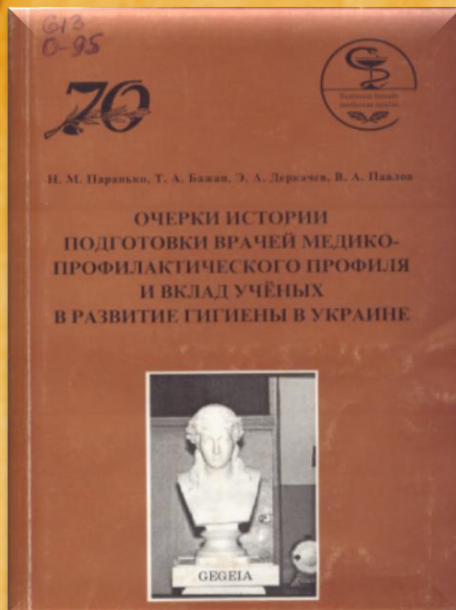 613
О-95
70
Н. М. Паранько, Т. А. Бажан, Э. А. Деркачев, В. А. Павлов
ОЧЕРКИ ИСТОРИИ
ПОДГОТОВКИ ВРАЧЕЙ МЕДИКО-
ПРОФИЛАКТИЧЕСКОГО ПРОФИЛЯ
И ВКЛАД УЧЁНЫХ
В РАЗВИТИЕ ГИГИЕНЫ В УКРАИНЕ
GEGEIA